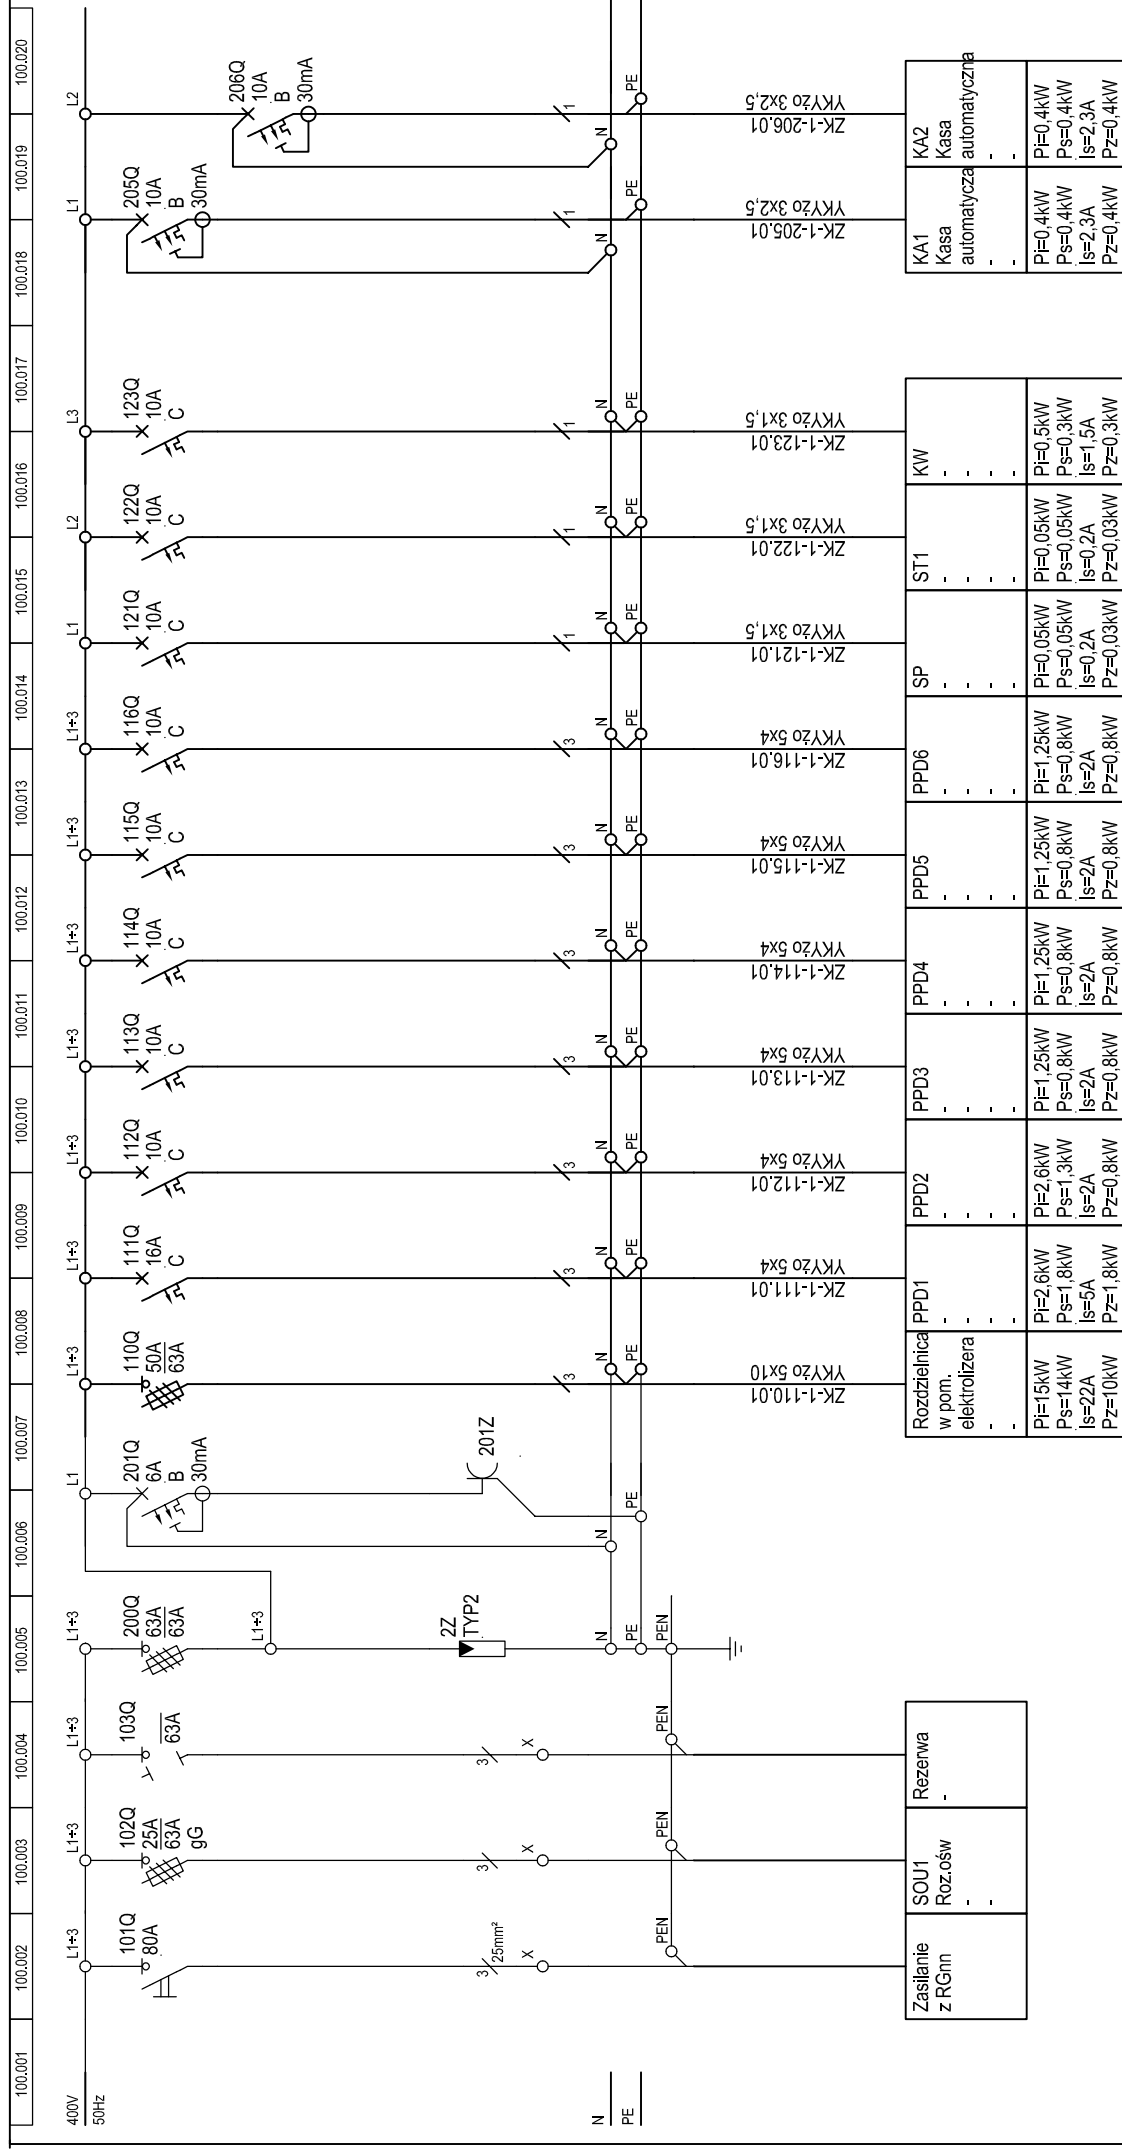 100.001
100.002
100.003
100.004
100.005
100.006
100.007
100.008
100.009
100.010
100.011
100.012
100.013
100.014
100.015
100.016
100.017
100.018
100.019
100.020
400V
50Hz
N
PE
L1÷3
101Q
80A
3
25mm²
X
PEN
Zasilanie
z RGnn
L1÷3
102Q
25A
63A
gG
3
X
PEN
SOU1
Roz.ośw
-
-
L1÷3
103Q
63A
3
X
PEN
Rezerwa
-
L1÷3
200Q
63A
63A
L1÷3
2Z
TYP2
N
PE
PEN
L1
201Q
6A
B
30mA
201Z
N
PE
L1÷3
110Q
50A
63A
3
N
PE
ZK-1-110.01
YKYżo 5x10
Rozdzielnica
w pom.
elektrolizera
-
-
Pi=15kW
Ps=14kW
Is=22A
Pz=10kW
L1÷3
111Q
16A
C
3
N
PE
ZK-1-111.01
YKYżo 5x4
PPD1
-
-
-
-
Pi=2,6kW
Ps=1,8kW
Is=5A
Pz=1,8kW
L1÷3
112Q
10A
C
3
N
PE
ZK-1-112.01
YKYżo 5x4
PPD2
-
-
-
-
Pi=2,6kW
Ps=1,3kW
Is=2A
Pz=0,8kW
L1÷3
113Q
10A
C
3
N
PE
ZK-1-113.01
YKYżo 5x4
PPD3
-
-
-
-
Pi=1,25kW
Ps=0,8kW
Is=2A
Pz=0,8kW
L1÷3
114Q
10A
C
3
N
PE
ZK-1-114.01
YKYżo 5x4
PPD4
-
-
-
-
Pi=1,25kW
Ps=0,8kW
Is=2A
Pz=0,8kW
L1÷3
115Q
10A
C
3
N
PE
ZK-1-115.01
YKYżo 5x4
PPD5
-
-
-
-
Pi=1,25kW
Ps=0,8kW
Is=2A
Pz=0,8kW
L1÷3
116Q
10A
C
3
N
PE
ZK-1-116.01
YKYżo 5x4
PPD6
-
-
-
-
Pi=1,25kW
Ps=0,8kW
Is=2A
Pz=0,8kW
L1
121Q
10A
C
1
N
PE
ZK-1-121.01
YKYżo 3x1,5
SP
-
-
-
-
Pi=0,05kW
Ps=0,05kW
Is=0,2A
Pz=0,03kW
L2
122Q
10A
C
1
N
PE
ZK-1-122.01
YKYżo 3x1,5
ST1
-
-
-
-
Pi=0,05kW
Ps=0,05kW
Is=0,2A
Pz=0,03kW
L3
123Q
10A
C
1
N
PE
ZK-1-123.01
YKYżo 3x1,5
KW
-
-
-
-
Pi=0,5kW
Ps=0,3kW
Is=1,5A
Pz=0,3kW
L1
205Q
10A
B
30mA
1
N
PE
ZK-1-205.01
YKYżo 3x2,5
KA1
Kasa
automatycza
-
-
Pi=0,4kW
Ps=0,4kW
Is=2,3A
Pz=0,4kW
L2
206Q
10A
B
30mA
1
N
PE
ZK-1-206.01
YKYżo 3x2,5
KA2
Kasa
automatyczna
-
-
Pi=0,4kW
Ps=0,4kW
Is=2,3A
Pz=0,4kW